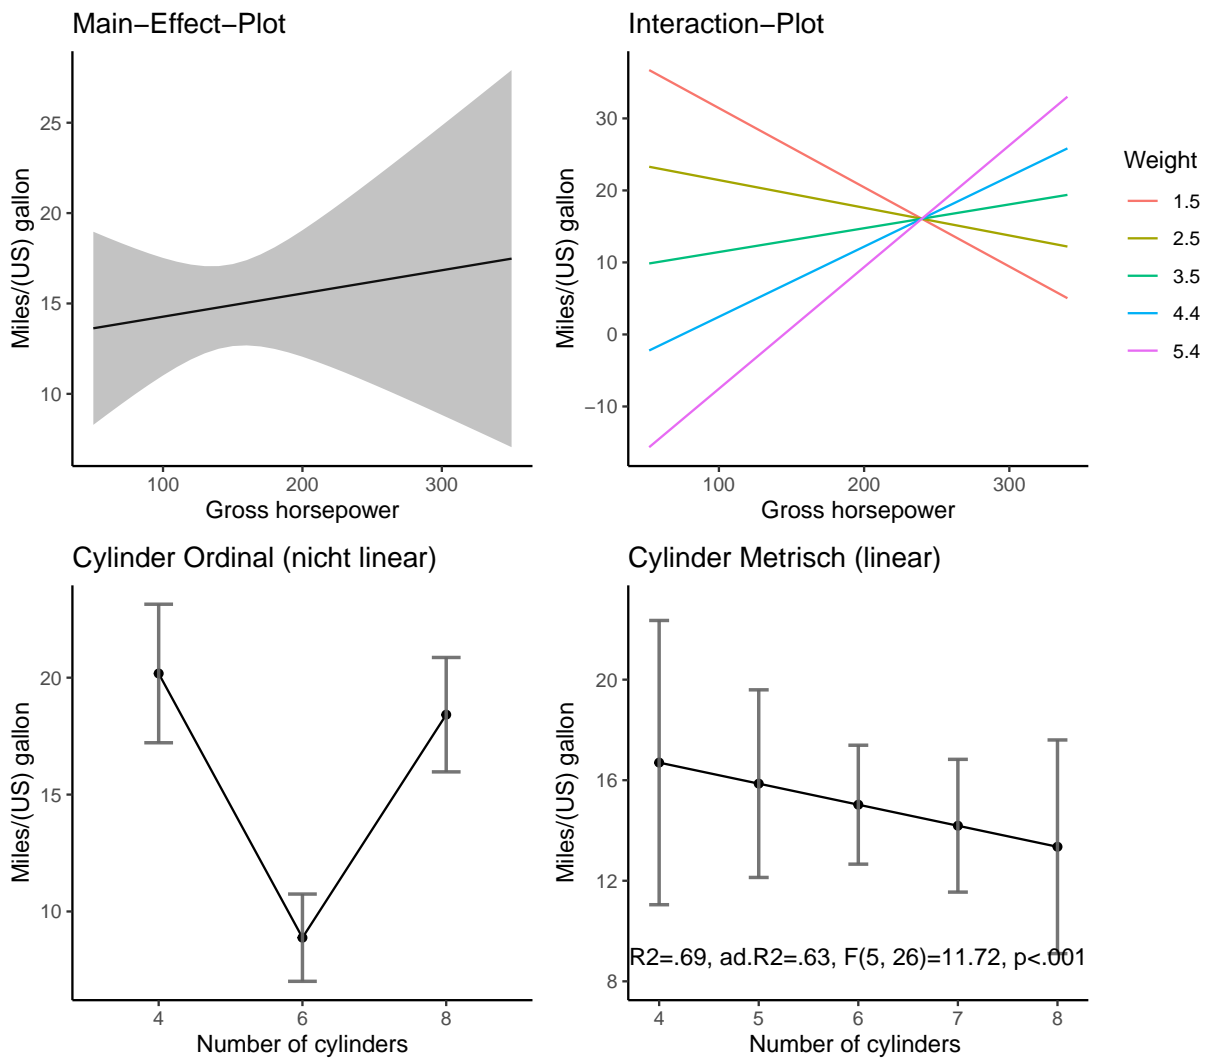 Main−Effect−Plot
Miles/(US) gallon
25
20
15
10
100 200 300
Gross horsepower
Interaction−Plot
Miles/(US) gallon
30
20
10
0
−10
100 200 300
Gross horsepower
Weight
1.5
2.5
3.5
4.4
5.4
Cylinder Ordinal (nicht linear)
Miles/(US) gallon
20
15
10
4 6 8
Number of cylinders
Cylinder Metrisch (linear)
Miles/(US) gallon
20
16
12
8
R2=.69, ad.R2=.63, F(5, 26)=11.72, p<.001
4 5 6 7 8
Number of cylinders